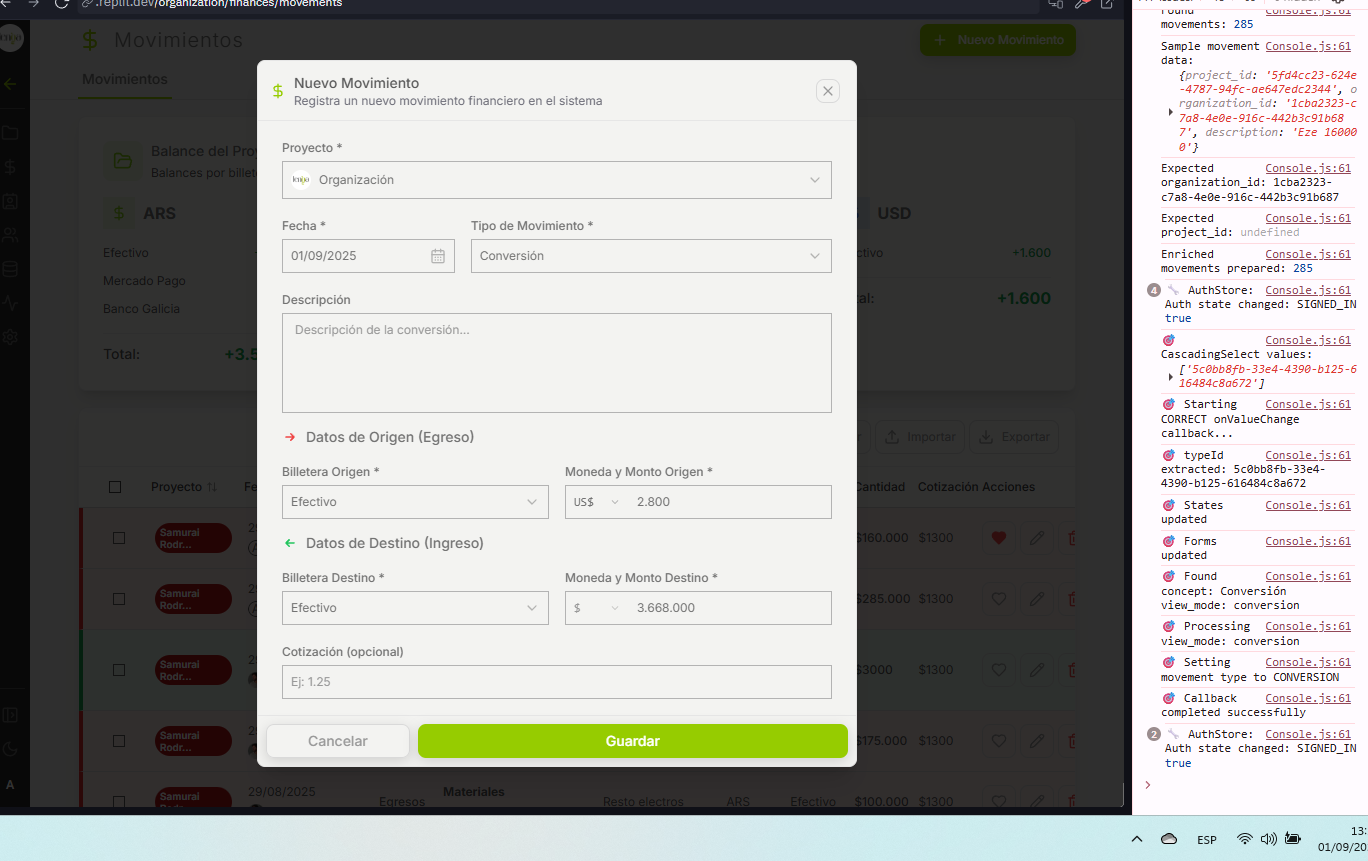 .replit.dev/organization/finances/movements
Movimientos
Nuevo Movimiento
Movimientos
Nuevo Movimiento
Registra un nuevo movimiento financiero en el sistema
Balance del Pro
Balances por billete
$ ARS
USD
Efectivo
Mercado Pago
Banco Galicia
Total:
+3.5
ctivo
+1.600
al:
+1.600
Proyecto *
Organización
Fecha *
Tipo de Movimiento *
01/09/2025
Conversión
Descripción
Descripción de la conversión...
→ Datos de Origen (Egreso)
Billetera Origen *
Moneda y Monto Origen *
Efectivo
US$
2.800
← Datos de Destino (Ingreso)
Billetera Destino *
Moneda y Monto Destino *
Efectivo
$
3.668.000
Cotización (opcional)
Ej: 1.25
Cancelar
Guardar
Importar
Exportar
Proyecto ↑↓
Fe
Cantidad
Cotización
Acciones
Samurai
Rodr...
$160.000
$1300
Samurai
Rodr...
$285.000
$1300
Samurai
Rodr...
$3000
$1300
Samurai
Rodr...
$175.000
$1300
Samurai
Rodr...
29/08/2025
Egresos
Materiales
Resto electros
ARS
Efectivo
$100.000
$1300
A
Found
Console.js:61
movements: 285
Sample movement
Console.js:61
data:
{project_id: '5fd4cc23-624e
-4787-94fc-ae647edc2344', o
rganization_id: '1cba2323-c
7a8-4e0e-916c-442b3c91b68
7', description: 'Eze 16000
0'}
Expected
Console.js:61
organization_id: 1cba2323-
c7a8-4e0e-916c-442b3c91b687
Expected
Console.js:61
project_id: undefined
Enriched
Console.js:61
movements prepared: 285
4
AuthStore:
Console.js:61
Auth state changed: SIGNED_IN
true
Console.js:61
CascadingSelect values:
['5c0bb8fb-33e4-4390-b125-6
16484c8a672']
Starting
Console.js:61
CORRECT onValueChange
callback...
typeId
Console.js:61
extracted: 5c0bb8fb-33e4-
4390-b125-616484c8a672
States
Console.js:61
updated
Forms
Console.js:61
updated
Found
Console.js:61
concept: Conversión
view_mode: conversion
Processing
Console.js:61
view_mode: conversion
Setting
Console.js:61
movement type to CONVERSION
Callback
Console.js:61
completed successfully
2
AuthStore:
Console.js:61
Auth state changed: SIGNED_IN
true
ESP
13:
01/09/20